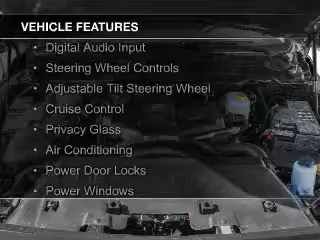 VEHICLE FEATURES
• Digital Audio Input
• Steering Wheel Controls
• Adjustable Tilt Steering Wheel
• Cruise Control
• Privacy Glass
• Air Conditioning
• Power Door Locks
• Power Windows